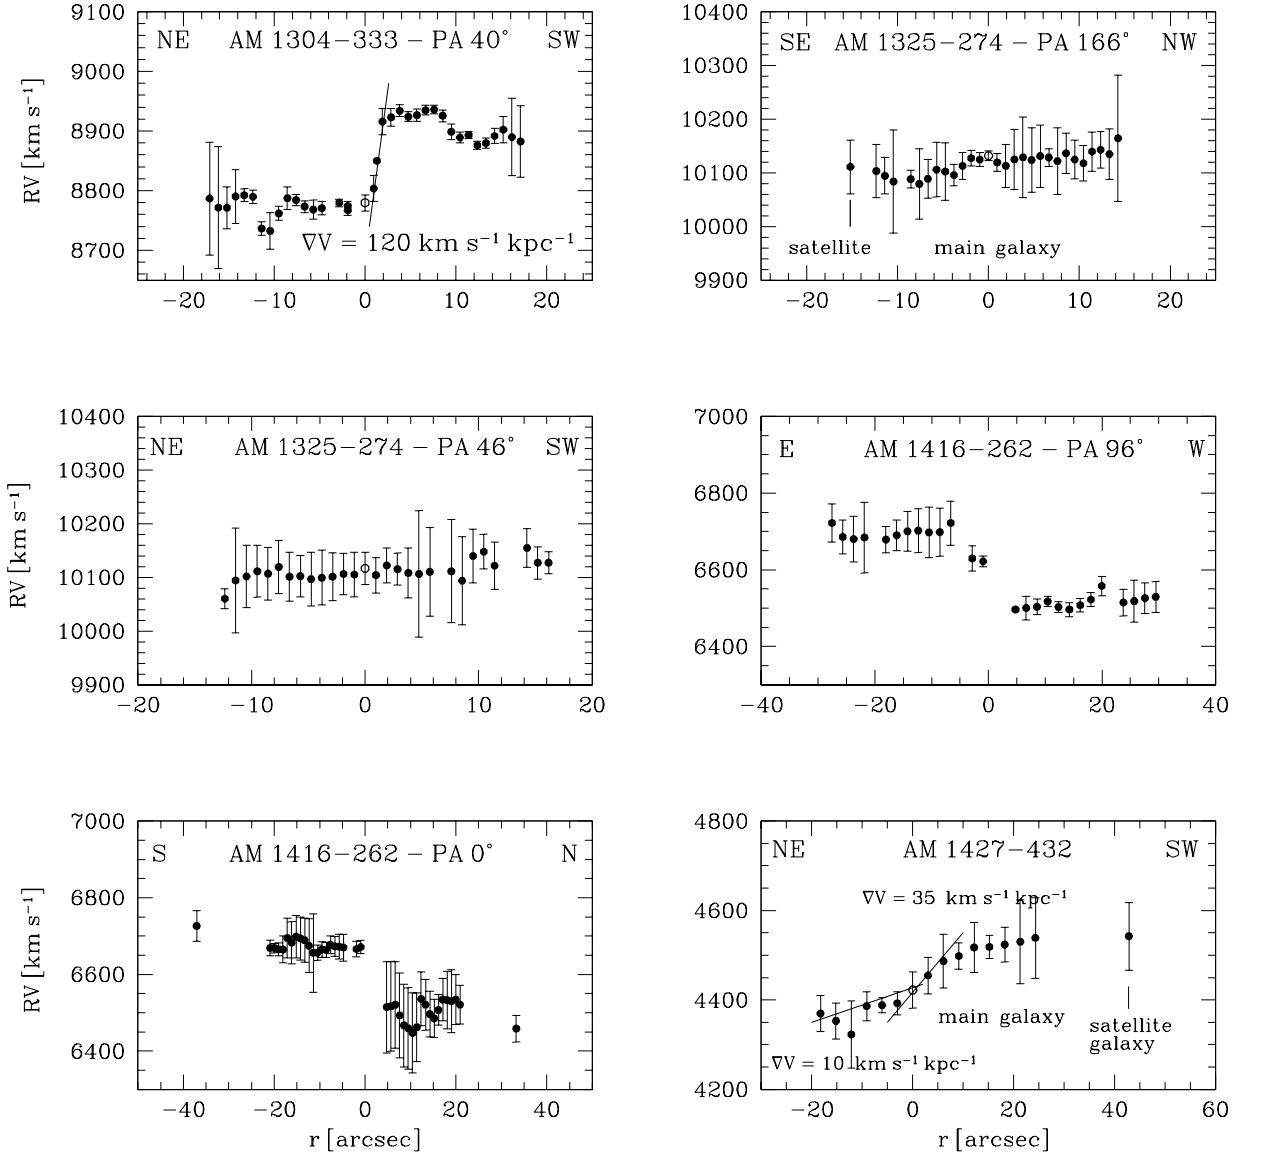 NE AM 1304−333 − PA 40° SW
RV [km s⁻¹]
9100
9000
8900
8800
8700
∇V = 120 km s⁻¹ kpc⁻¹
−20 −10 0 10 20
SE AM 1325−274 − PA 166° NW
10400
10300
10200
10100
10000
9900
satellite main galaxy
−20 −10 0 10 20
NE AM 1325−274 − PA 46° SW
RV [km s⁻¹]
10400
10300
10200
10100
10000
9900
−20 −10 0 10 20
E AM 1416−262 − PA 96° W
7000
6800
6600
6400
−40 −20 0 20 40
S AM 1416−262 − PA 0° N
RV [km s⁻¹]
7000
6800
6600
6400
−40 −20 0 20 40
r [arcsec]
NE AM 1427−432 SW
4800
4600
4400
4200
∇V = 35 km s⁻¹ kpc⁻¹
main galaxy
satellite
galaxy
∇V = 10 km s⁻¹ kpc⁻¹
−20 0 20 40 60
r [arcsec]